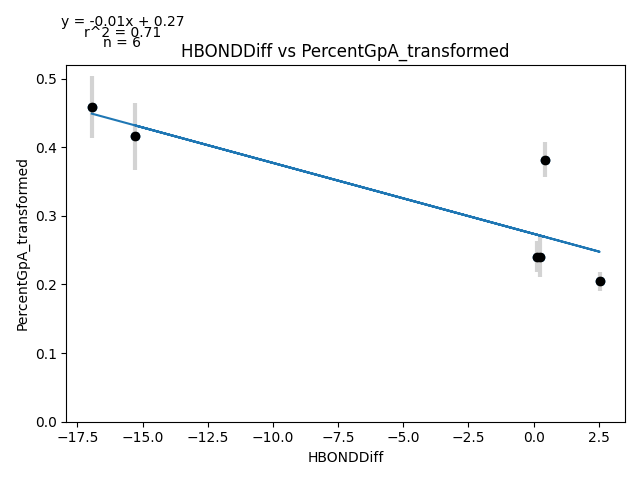 y = -0.01x + 0.27
r^2 = 0.71
n = 6
HBONDDiff vs PercentGpA_transformed
0.5
0.4
0.3
0.2
0.1
0.0
PercentGpA_transformed
−17.5 −15.0 −12.5 −10.0 −7.5 −5.0 −2.5 0.0 2.5
HBONDDiff